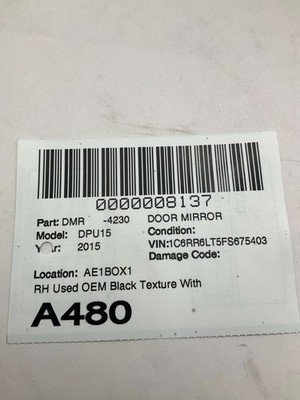 0000008137
Part: DMR -4230 DOOR MIRROR
Model: DPU15 Condition:
Year: 2015 VIN:1C6RR6LT5FS675403
Damage Code:
Location: AE1BOX1
RH Used OEM Black Texture With
A480